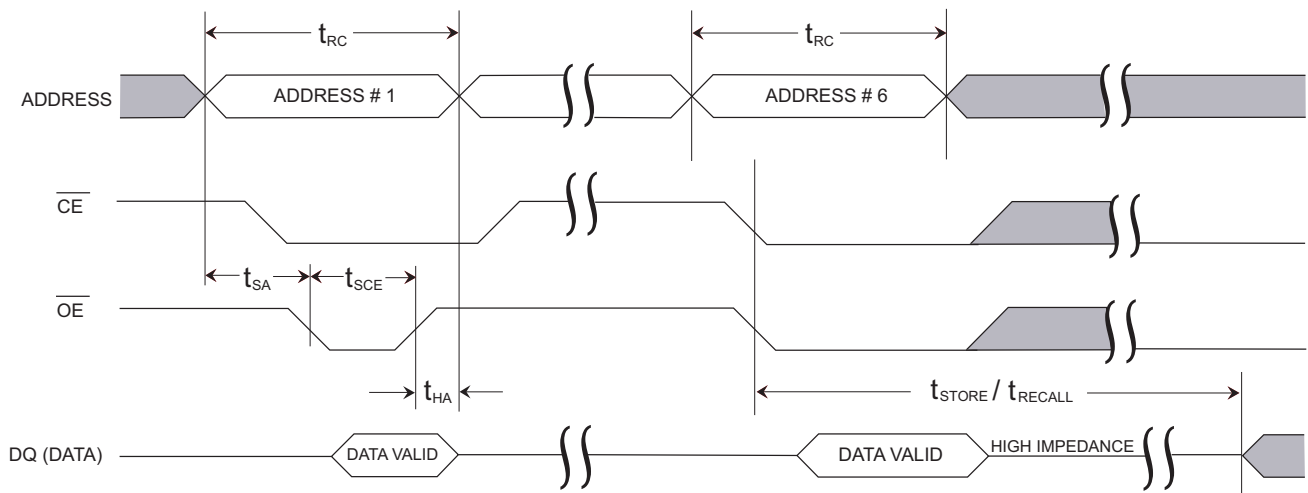 tRC tRC
ADDRESS ADDRESS # 1 ADDRESS # 6
CE
tSA tSCE
OE
tHA tSTORE / tRECALL
DQ (DATA) DATA VALID DATA VALID HIGH IMPEDANCE